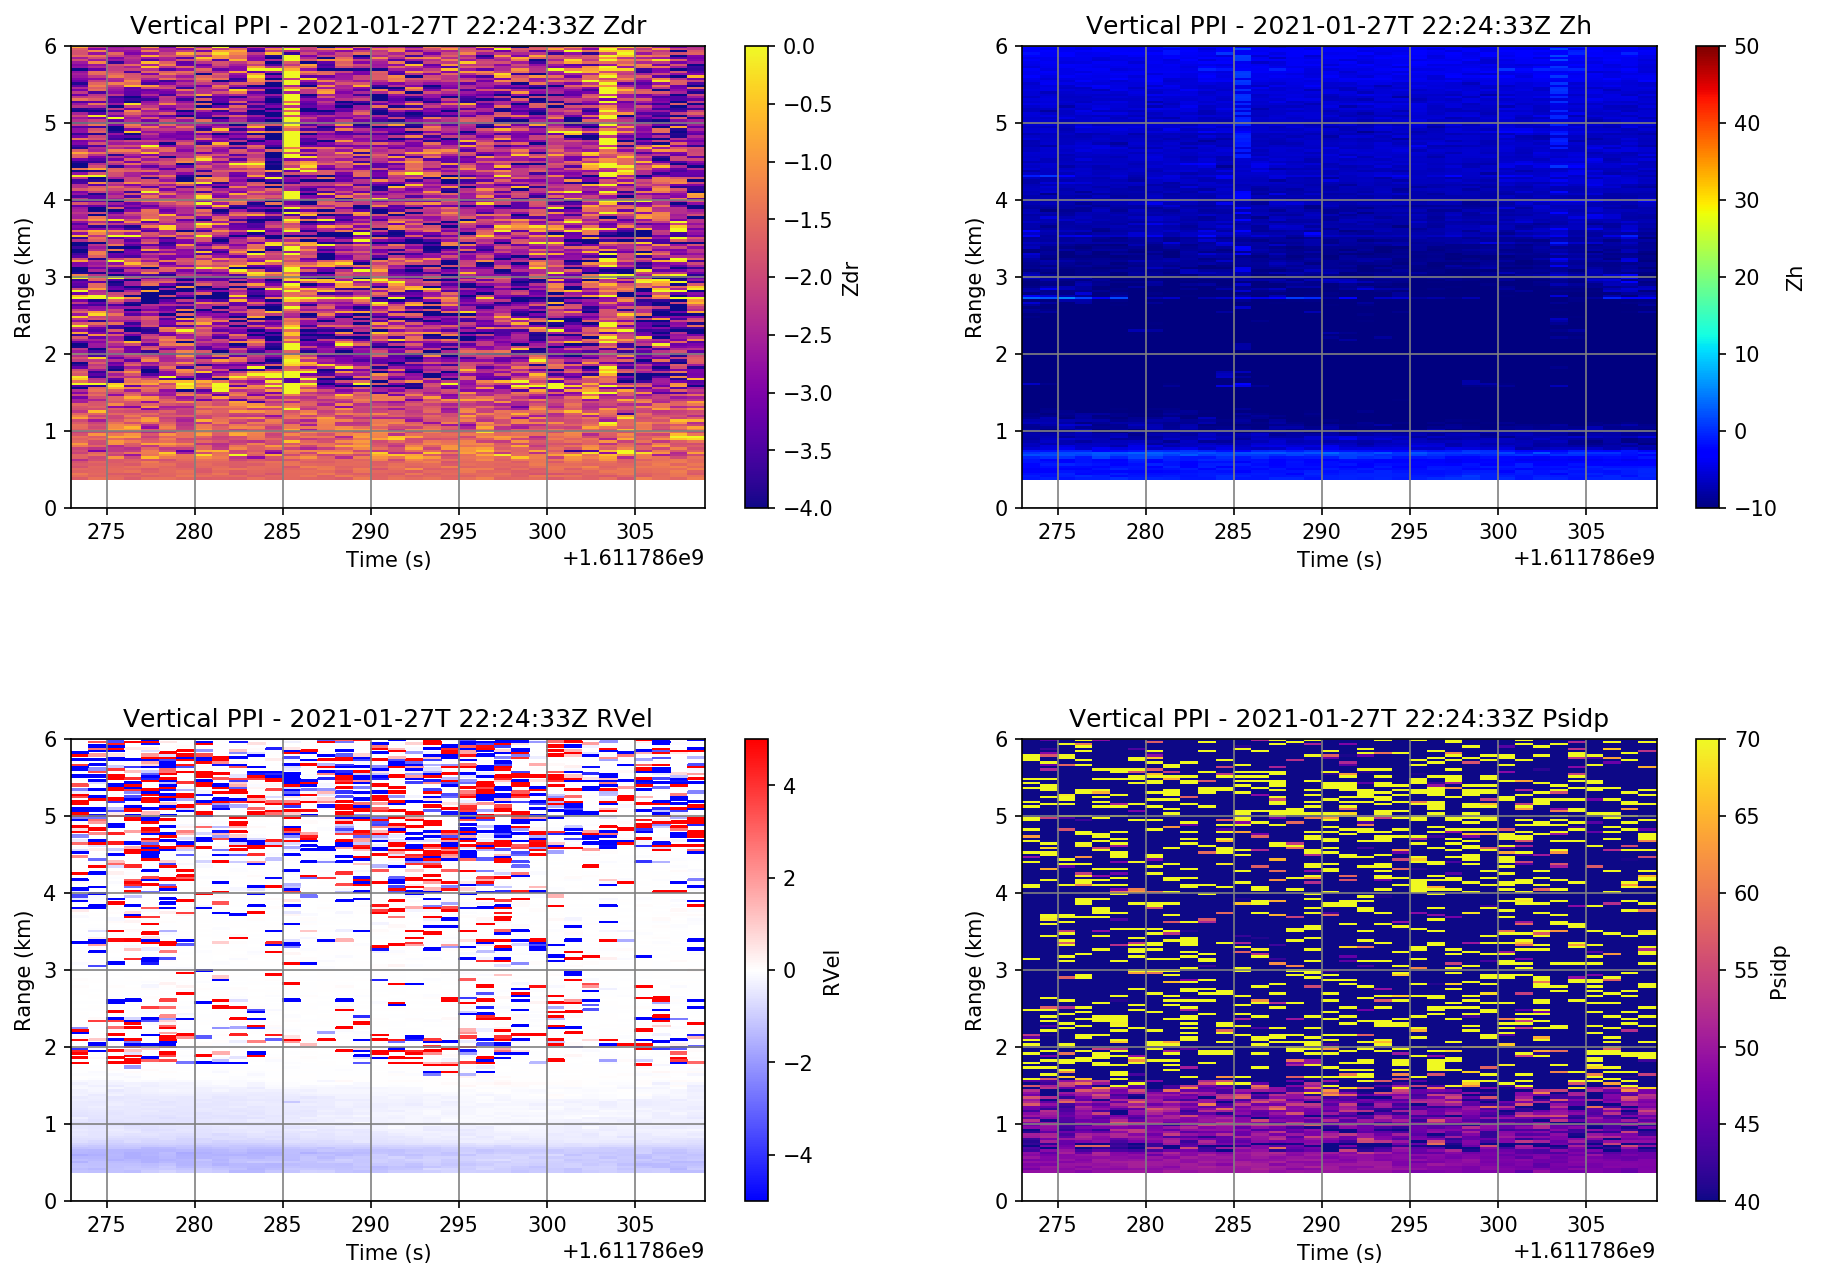 Vertical PPI - 2021-01-27T 22:24:33Z Zdr
6
5
4
3
2
1
0
Range (km)
275 280 285 290 295 300 305
Time (s)
+1.611786e9
0.0
−0.5
−1.0
−1.5
−2.0
−2.5
−3.0
−3.5
−4.0
Zdr
Vertical PPI - 2021-01-27T 22:24:33Z Zh
6
5
4
3
2
1
0
Range (km)
275 280 285 290 295 300 305
Time (s)
+1.611786e9
50
40
30
20
10
0
−10
Zh
Vertical PPI - 2021-01-27T 22:24:33Z RVel
6
5
4
3
2
1
0
Range (km)
275 280 285 290 295 300 305
Time (s)
+1.611786e9
4
2
0
−2
−4
RVel
Vertical PPI - 2021-01-27T 22:24:33Z Psidp
6
5
4
3
2
1
0
Range (km)
275 280 285 290 295 300 305
Time (s)
+1.611786e9
70
65
60
55
50
45
40
Psidp